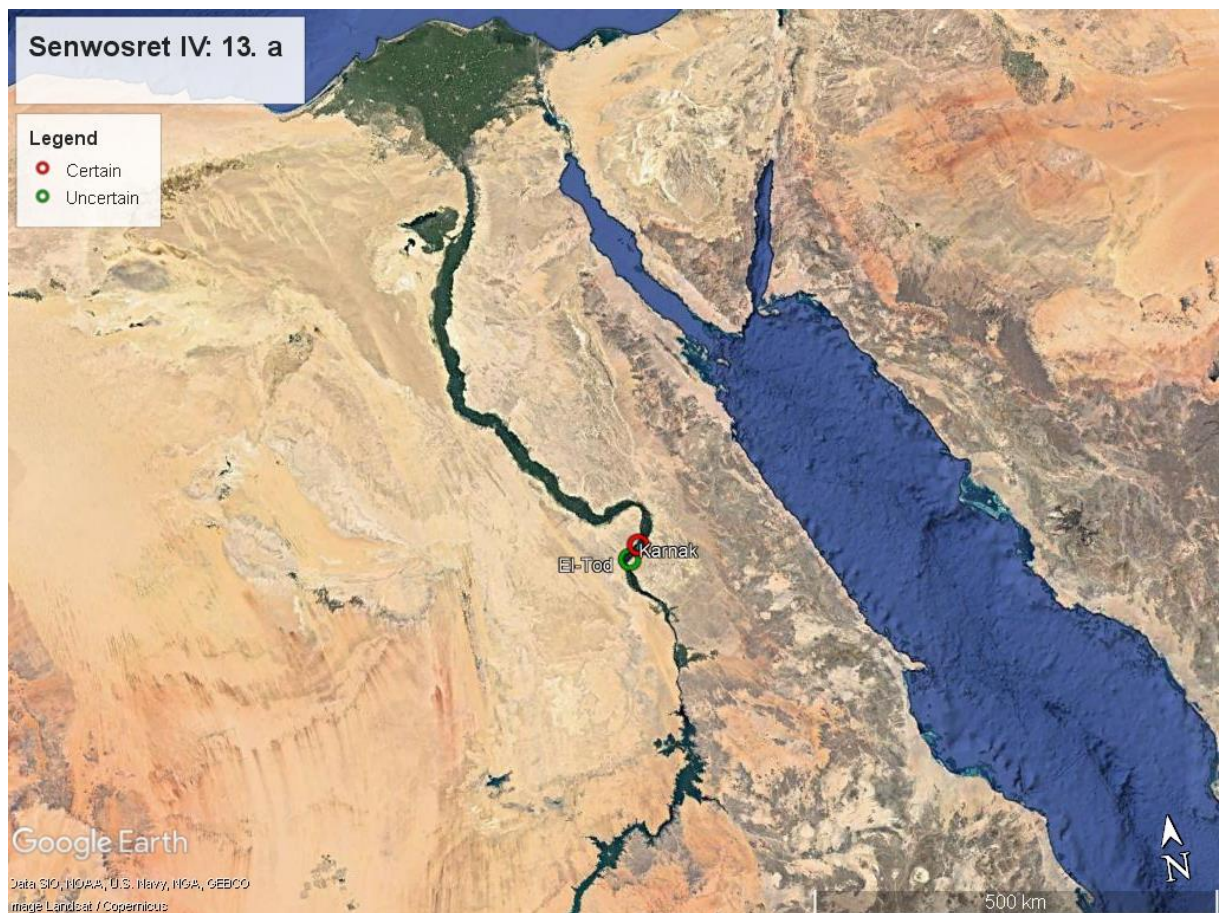 Senwosret IV: 13. a
Legend
Certain
Uncertain
Karnak
El-Tod
Google Earth
Data SIO, NOAA, U.S. Navy, NGA, GEBCO
Image Landsat / Copernicus
500 km
N